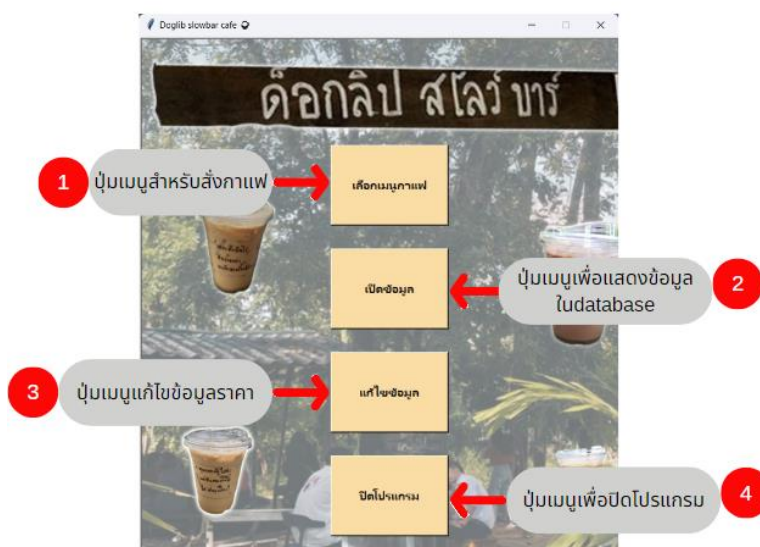 Doglib slowbar cafe
ด็อกลิป สโลว์ บาร์
1
ปุ่มเมนูสำหรับสั่งกาแฟ
เลือกเมนูกาแฟ
เปิดข้อมูล
ปุ่มเมนูเพื่อแสดงข้อมูล
ในdatabase
2
3
ปุ่มเมนูแก้ไขข้อมูลราคา
แก้ไขข้อมูล
ปิดโปรแกรม
ปุ่มเมนูเพื่อปิดโปรแกรม
4